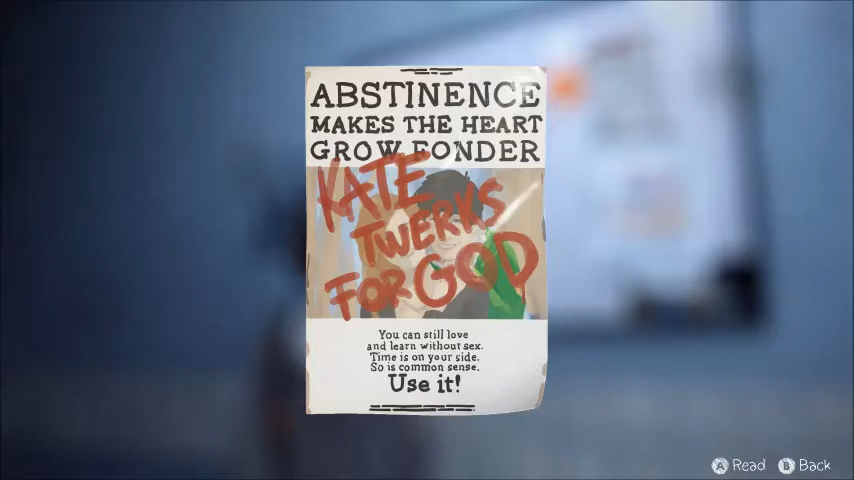 ABSTINENCE
MAKES THE HEART
GROW FONDER
KATE
TWERKS
FOR GOD
You can still love
and learn without sex.
Time is on your side.
So is common sense.
Use it!
A Read B Back